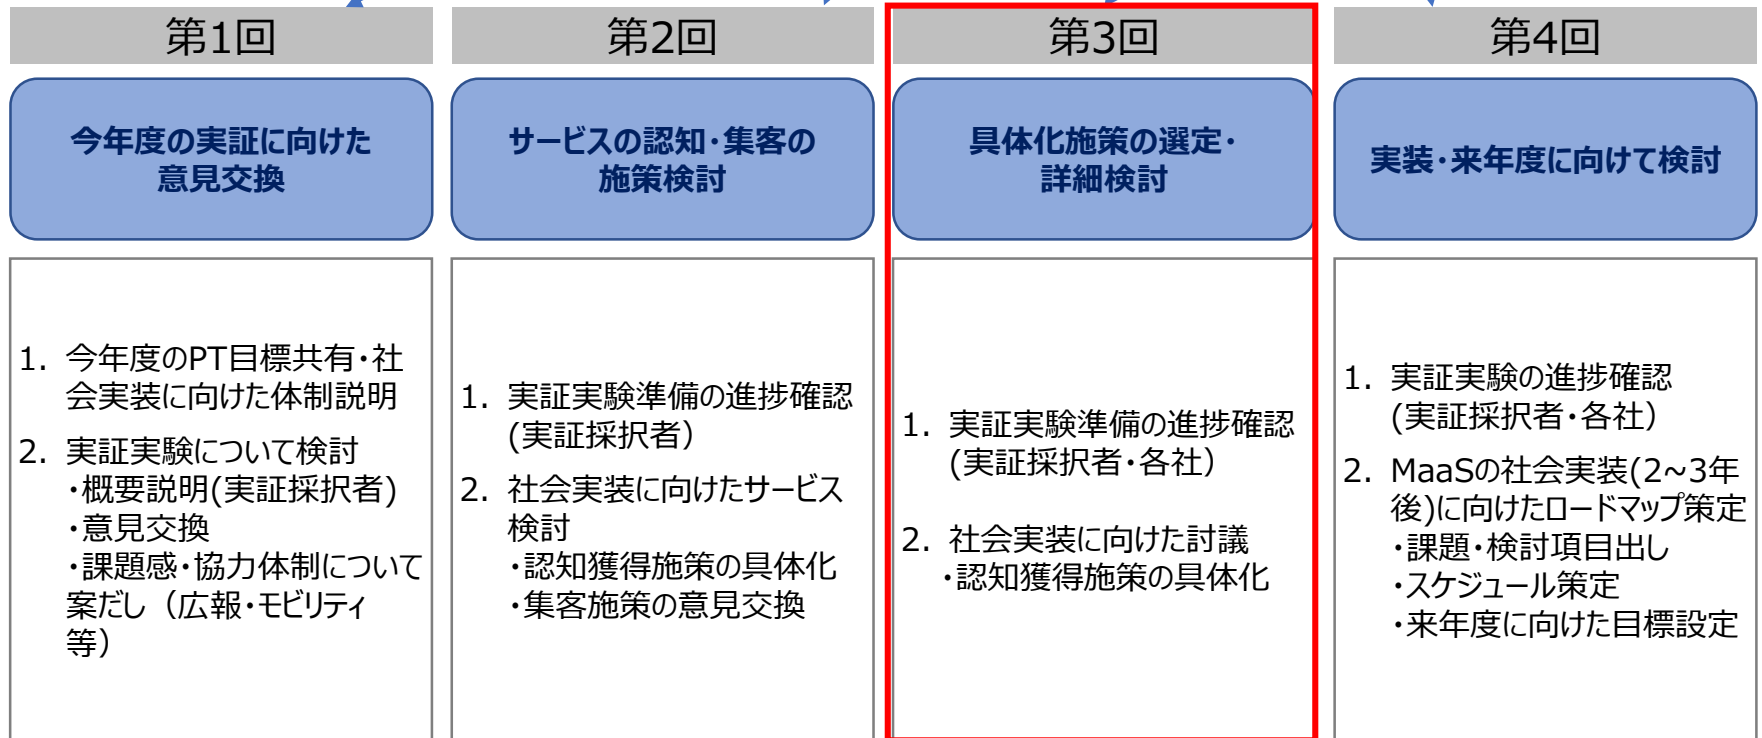 第1回
今年度の実証に向けた
意見交換
1. 今年度のPT目標共有・社
会実装に向けた体制説明
2. 実証実験について検討
・概要説明(実証採択者)
・意見交換
・課題感・協力体制について
案だし（広報・モビリティ
等）
第2回
サービスの認知・集客の
施策検討
1. 実証実験準備の進捗確認
(実証採択者）
2. 社会実装に向けたサービス
検討
・認知獲得施策の具体化
・集客施策の意見交換
第3回
具体化施策の選定・
詳細検討
1. 実証実験準備の進捗確認
(実証採択者・各社）
2. 社会実装に向けた討議
・認知獲得施策の具体化
第4回
実装・来年度に向けて検討
1. 実証実験の進捗確認
(実証採択者・各社）
2. MaaSの社会実装(2~3年
後)に向けたロードマップ策定
・課題・検討項目出し
・スケジュール策定
・来年度に向けた目標設定